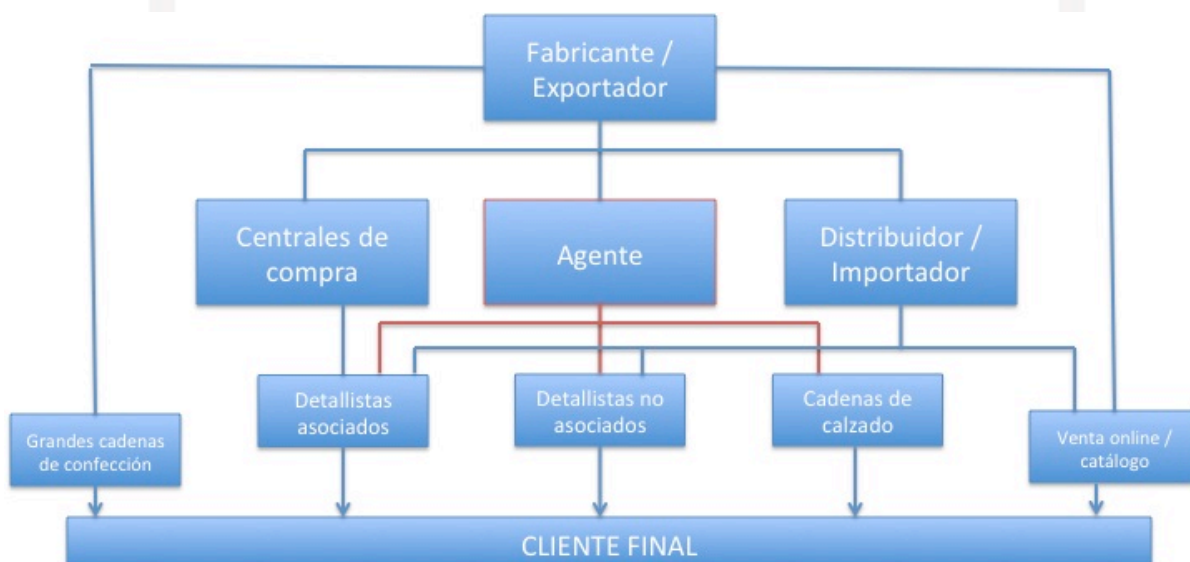 Fabricante /
Exportador
Centrales de
compra
Agente
Distribuidor /
Importador
Detallistas
asociados
Detallistas no
asociados
Cadenas de
calzado
Grandes cadenas
de confección
Venta online /
catálogo
CLIENTE FINAL